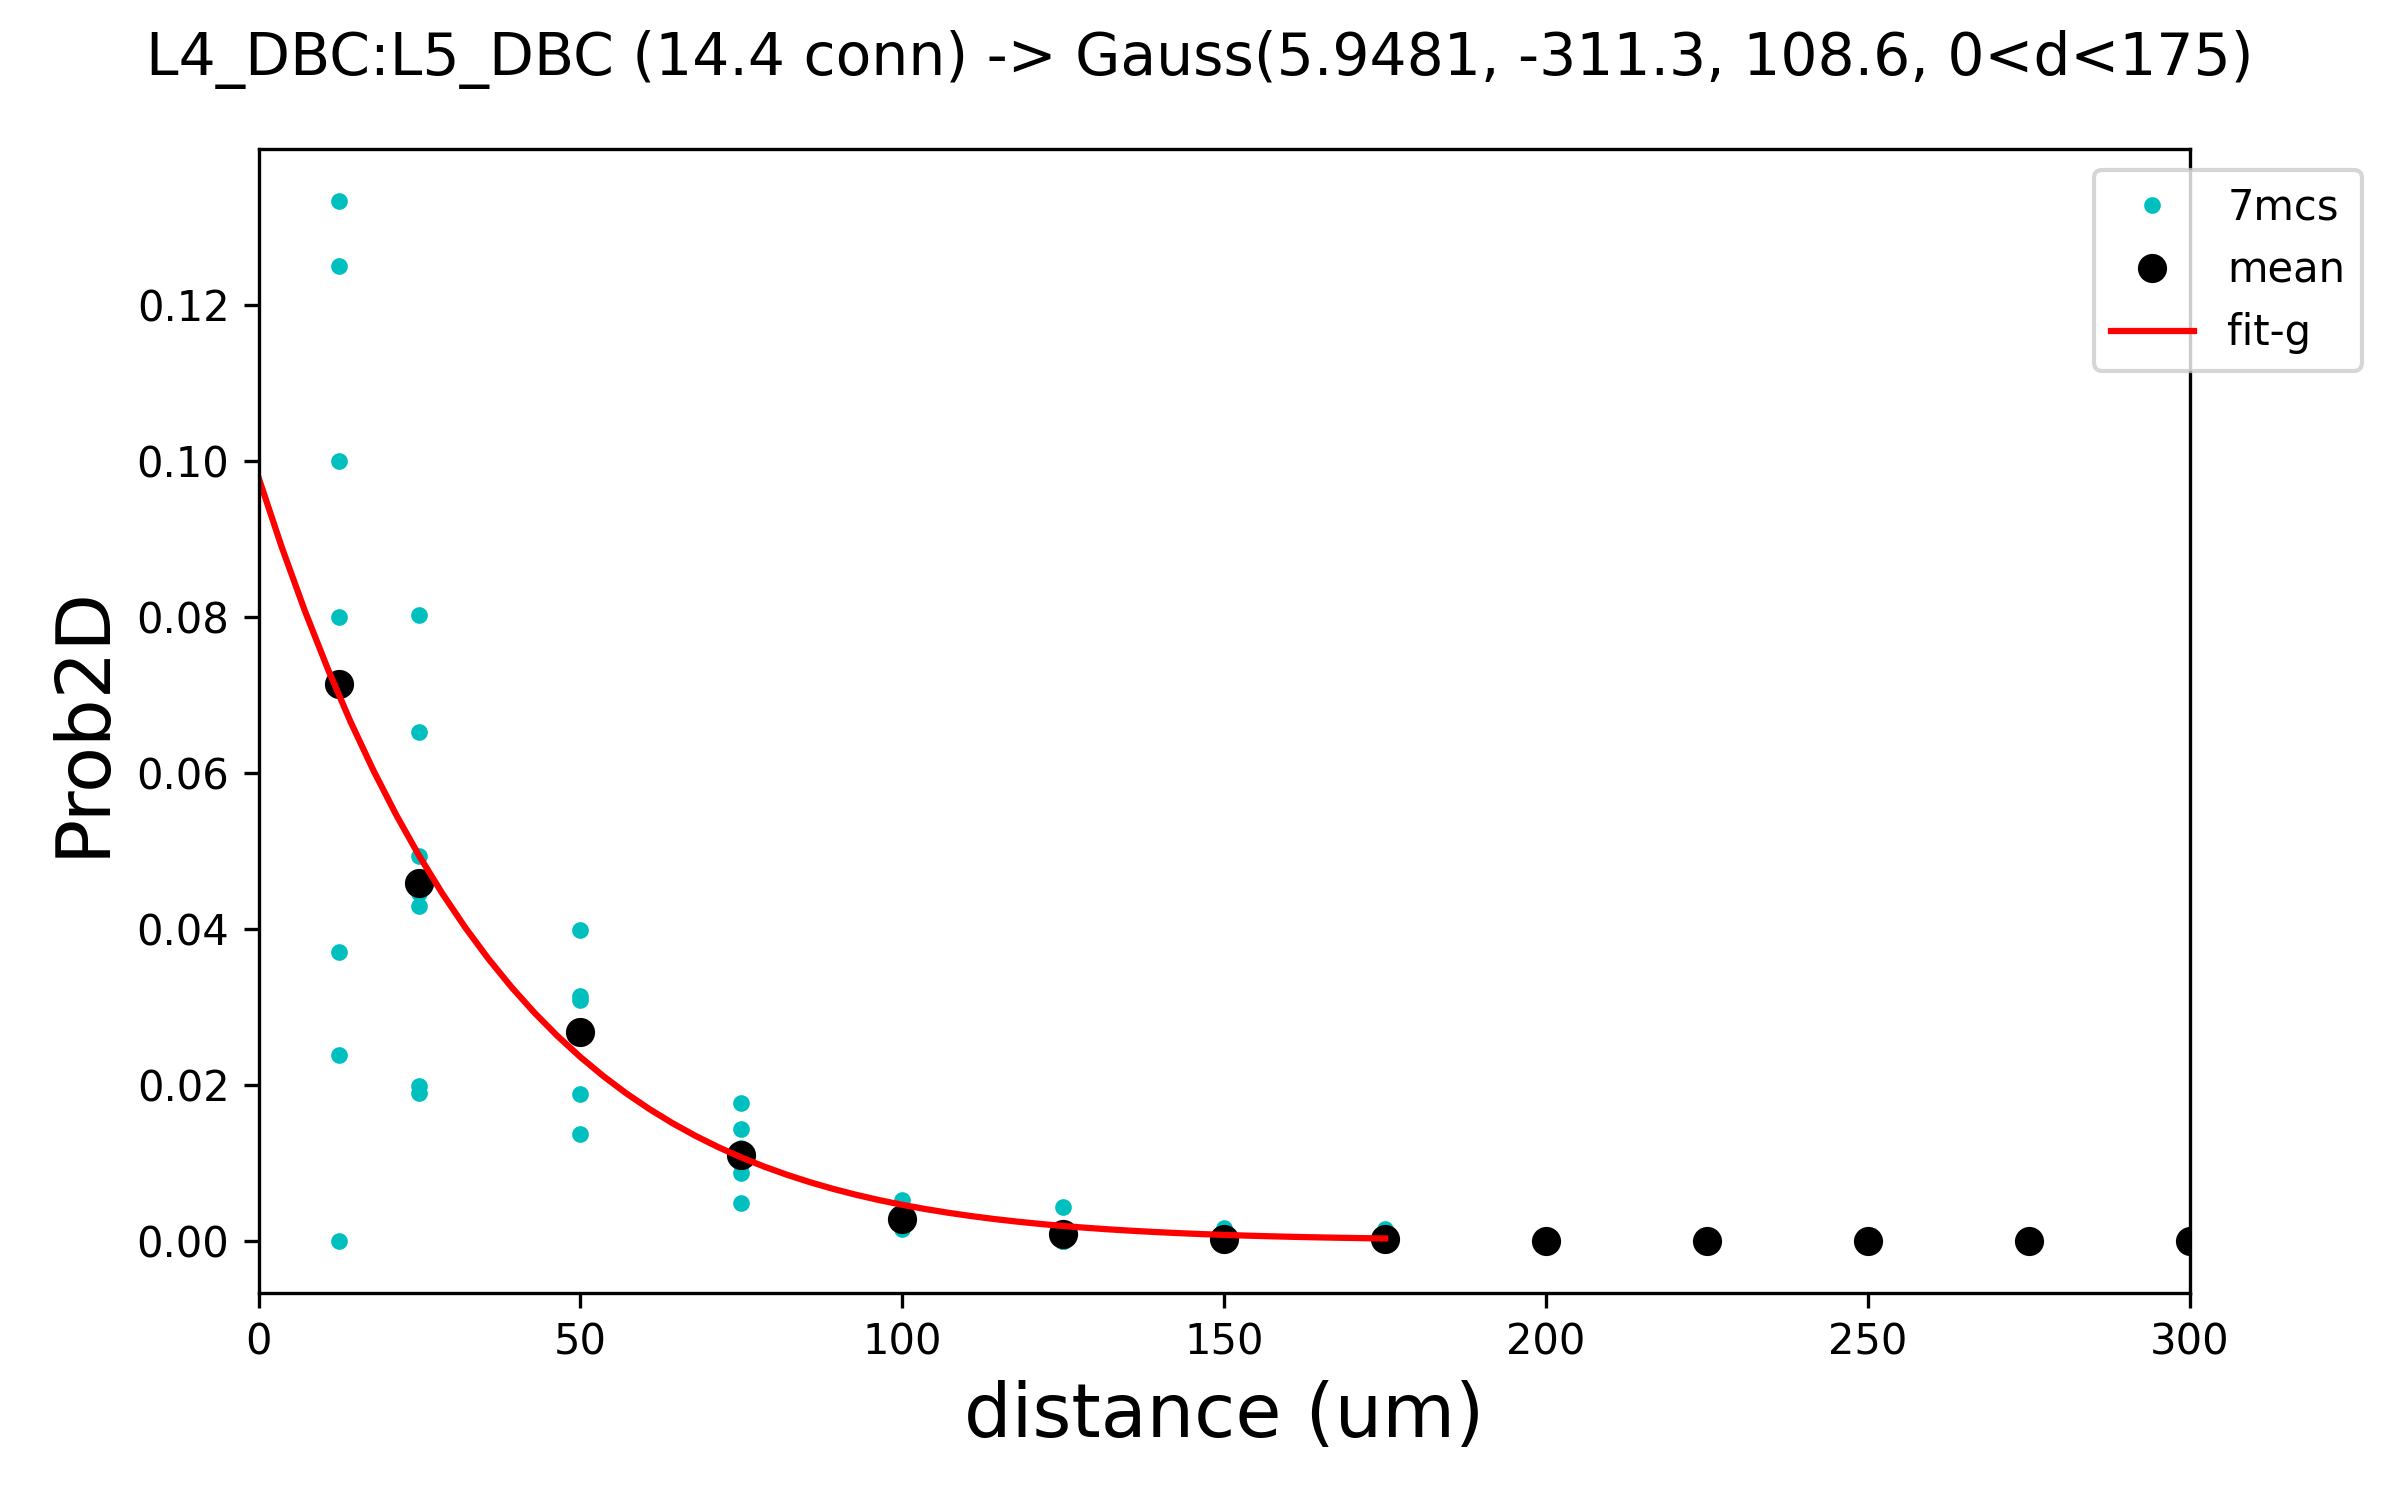 L4_DBC:L5_DBC (14.4 conn) -> Gauss(5.9481, -311.3, 108.6, 0<d<175)
7mcs
mean
fit-g
Prob2D
0.12
0.10
0.08
0.06
0.04
0.02
0.00
0 50 100 150 200 250 300
distance (um)